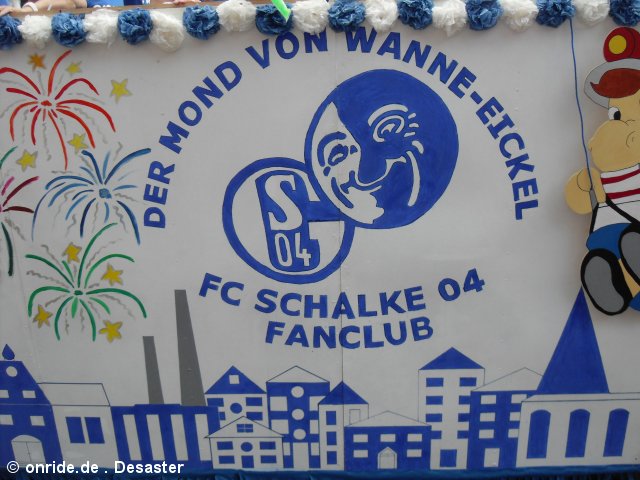 DER MOND VON WANNE-EICKEL
S
04
FC SCHALKE 04
FANCLUB
© onride.de . Desaster